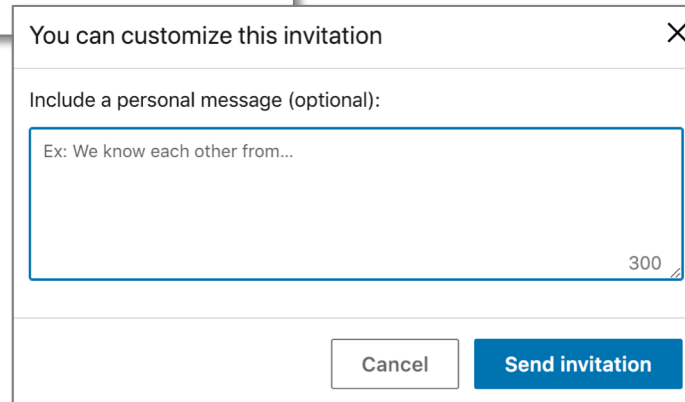 You can customize this invitation
Include a personal message (optional):
Ex: We know each other from...
300
Cancel
Send invitation